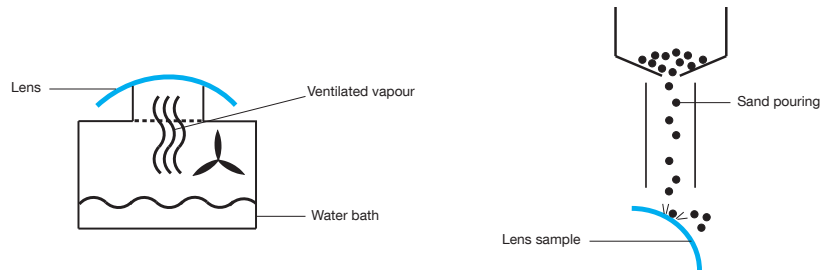 Lens
Ventilated vapour
Water bath
Sand pouring
Lens sample